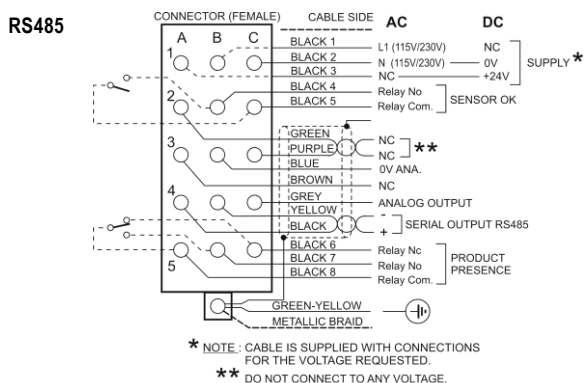 RS485
CONNECTOR (FEMALE) CABLE SIDE AC DC
A B C
1
2
3
4
5
BLACK 1 L1 (115V/230V) NC
BLACK 2 N (115V/230V) 0V
BLACK 3 NC +24V
SUPPLY *
BLACK 4 Relay No
BLACK 5 Relay Com.
SENSOR OK
GREEN NC
PURPLE NC
**
BLUE 0V ANA.
BROWN NC
GREY ANALOG OUTPUT
YELLOW -
BLACK +
SERIAL OUTPUT RS485
BLACK 6 Relay Nc
BLACK 7 Relay No
BLACK 8 Relay Com.
PRODUCT
PRESENCE
GREEN-YELLOW
METALLIC BRAID
* NOTE : CABLE IS SUPPLIED WITH CONNECTIONS
FOR THE VOLTAGE REQUESTED.
** DO NOT CONNECT TO ANY VOLTAGE.